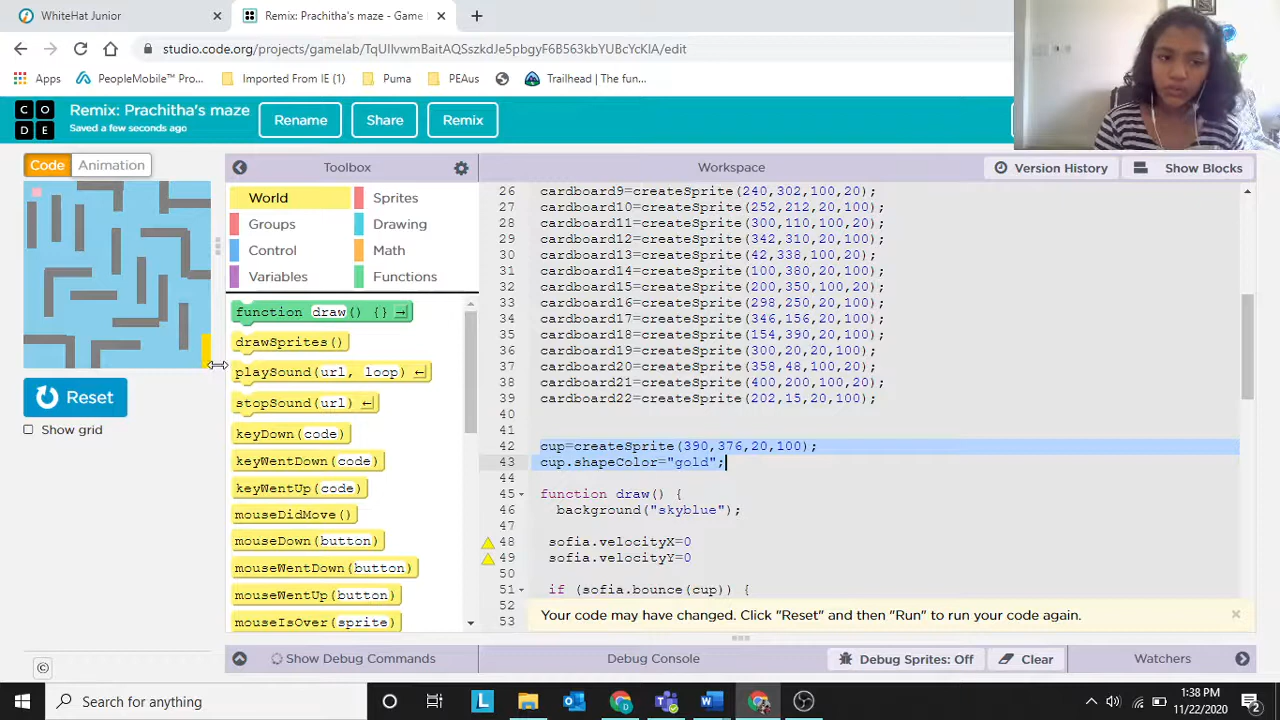 WhiteHat Junior
Remix: Prachitha's maze - Game
studio.code.org/projects/gamelab/TqUIlvwmBaitAQSszkdJe5pbgyF6B563kbYUBcYcKlA/edit
Apps
PeopleMobile™ Pro...
Imported From IE (1)
Puma
PEAus
Trailhead | The fun...
C O
D E
Remix: Prachitha's maze
Saved a few seconds ago
Rename
Share
Remix
Code
Animation
Toolbox
Workspace
Version History
Show Blocks
World
Sprites
Groups
Drawing
Control
Math
Variables
Functions
function draw() {}
drawSprites()
playSound(url, loop)
stopSound(url)
keyDown(code)
keyWentDown(code)
keyWentUp(code)
mouseDidMove()
mouseDown(button)
mouseWentDown(button)
mouseWentUp(button)
mouseIsOver(sprite)
Reset
Show grid
26 cardboard9=createSprite(240,302,100,20);
27 cardboard10=createSprite(252,212,20,100);
28 cardboard11=createSprite(300,110,100,20);
29 cardboard12=createSprite(342,310,20,100);
30 cardboard13=createSprite(42,338,100,20);
31 cardboard14=createSprite(100,380,20,100);
32 cardboard15=createSprite(200,350,100,20);
33 cardboard16=createSprite(298,250,20,100);
34 cardboard17=createSprite(346,156,20,100);
35 cardboard18=createSprite(154,390,20,100);
36 cardboard19=createSprite(300,20,20,100);
37 cardboard20=createSprite(358,48,100,20);
38 cardboard21=createSprite(400,200,100,20);
39 cardboard22=createSprite(202,15,20,100);
40
41
42 cup=createSprite(390,376,20,100);
43 cup.shapeColor="gold";
44
45 function draw() {
46 background("skyblue");
47
48 sofia.velocityX=0
49 sofia.velocityY=0
50
51 if (sofia.bounce(cup)) {
52
53
Your code may have changed. Click "Reset" and then "Run" to run your code again.
Show Debug Commands
Debug Console
Debug Sprites: Off
Clear
Watchers
Search for anything
1:38 PM
11/22/2020
2